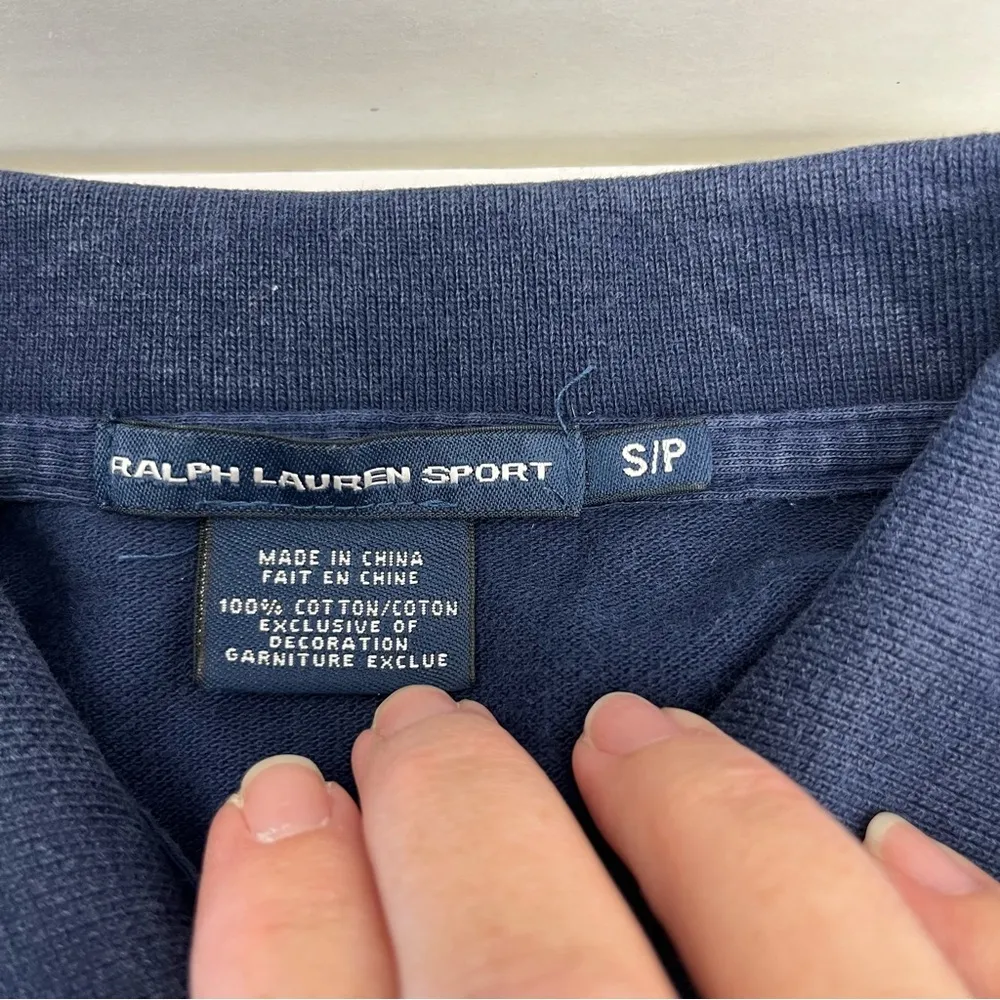 RALPH LAUREN SPORT
S/P
MADE IN CHINA
FAIT EN CHINE
100% COTTON/COTON
EXCLUSIVE OF
DECORATION
GARNITURE EXCLUE